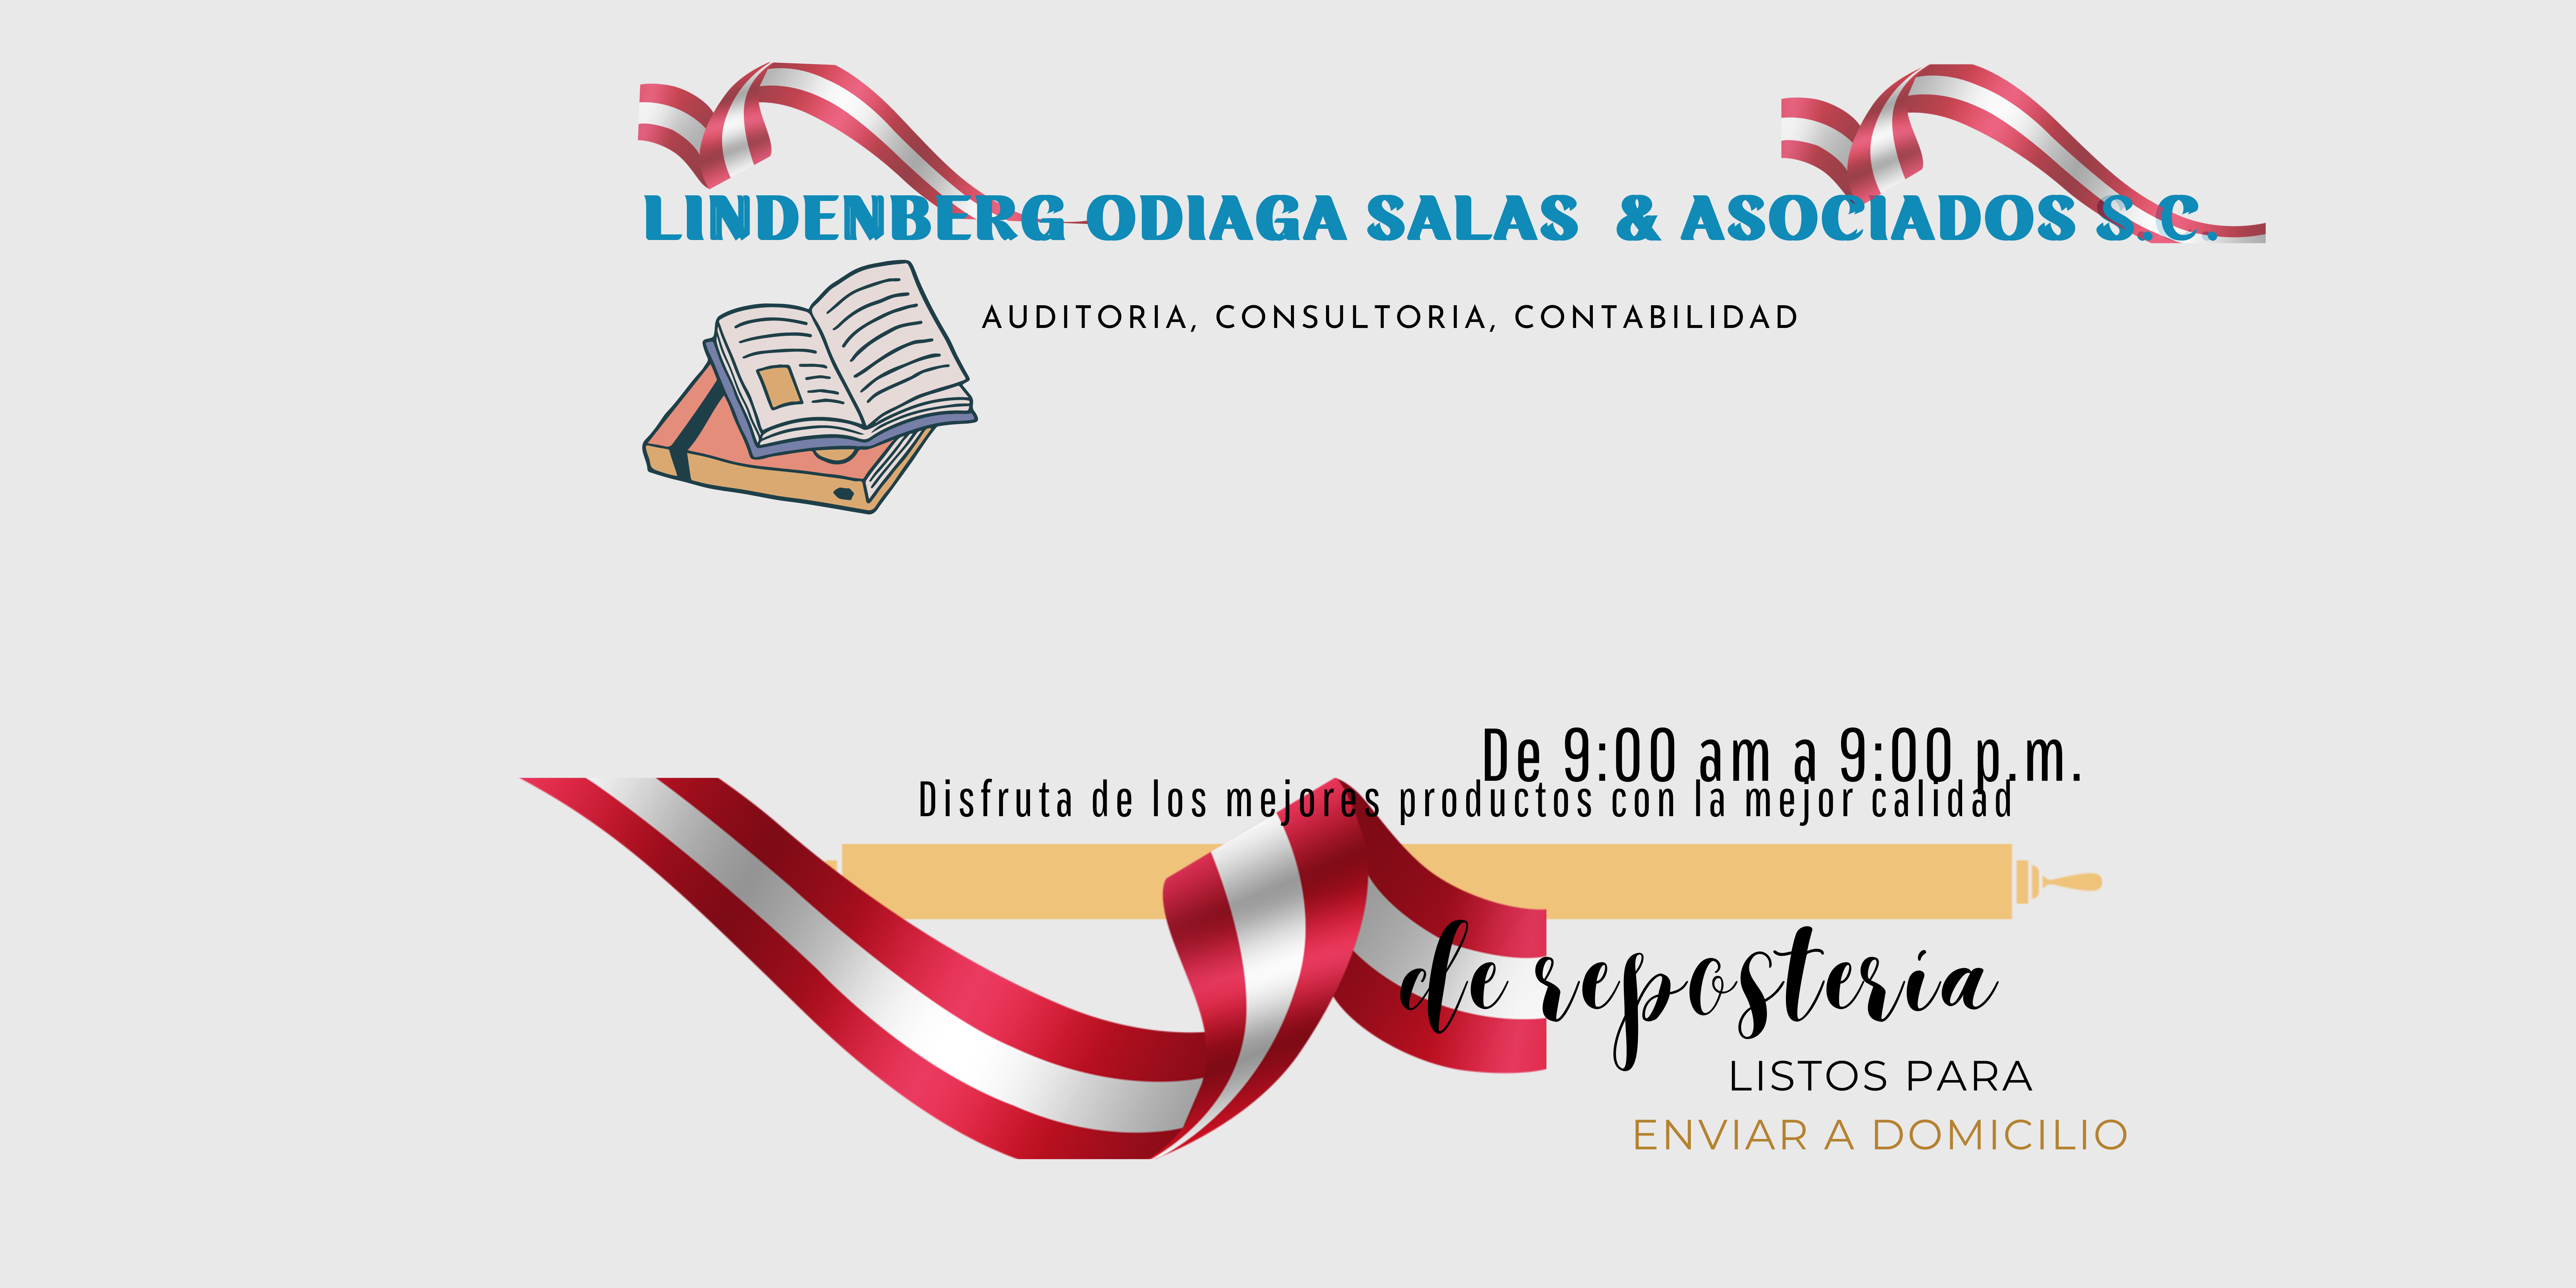 LINDENBERG ODIAGA SALAS & ASOCIADOS S.C.
AUDITORIA, CONSULTORIA, CONTABILIDAD
De 9:00 am a 9:00 p.m.
Disfruta de los mejores productos con la mejor calidad
de repostería
LISTOS PARA
ENVIAR A DOMICILIO